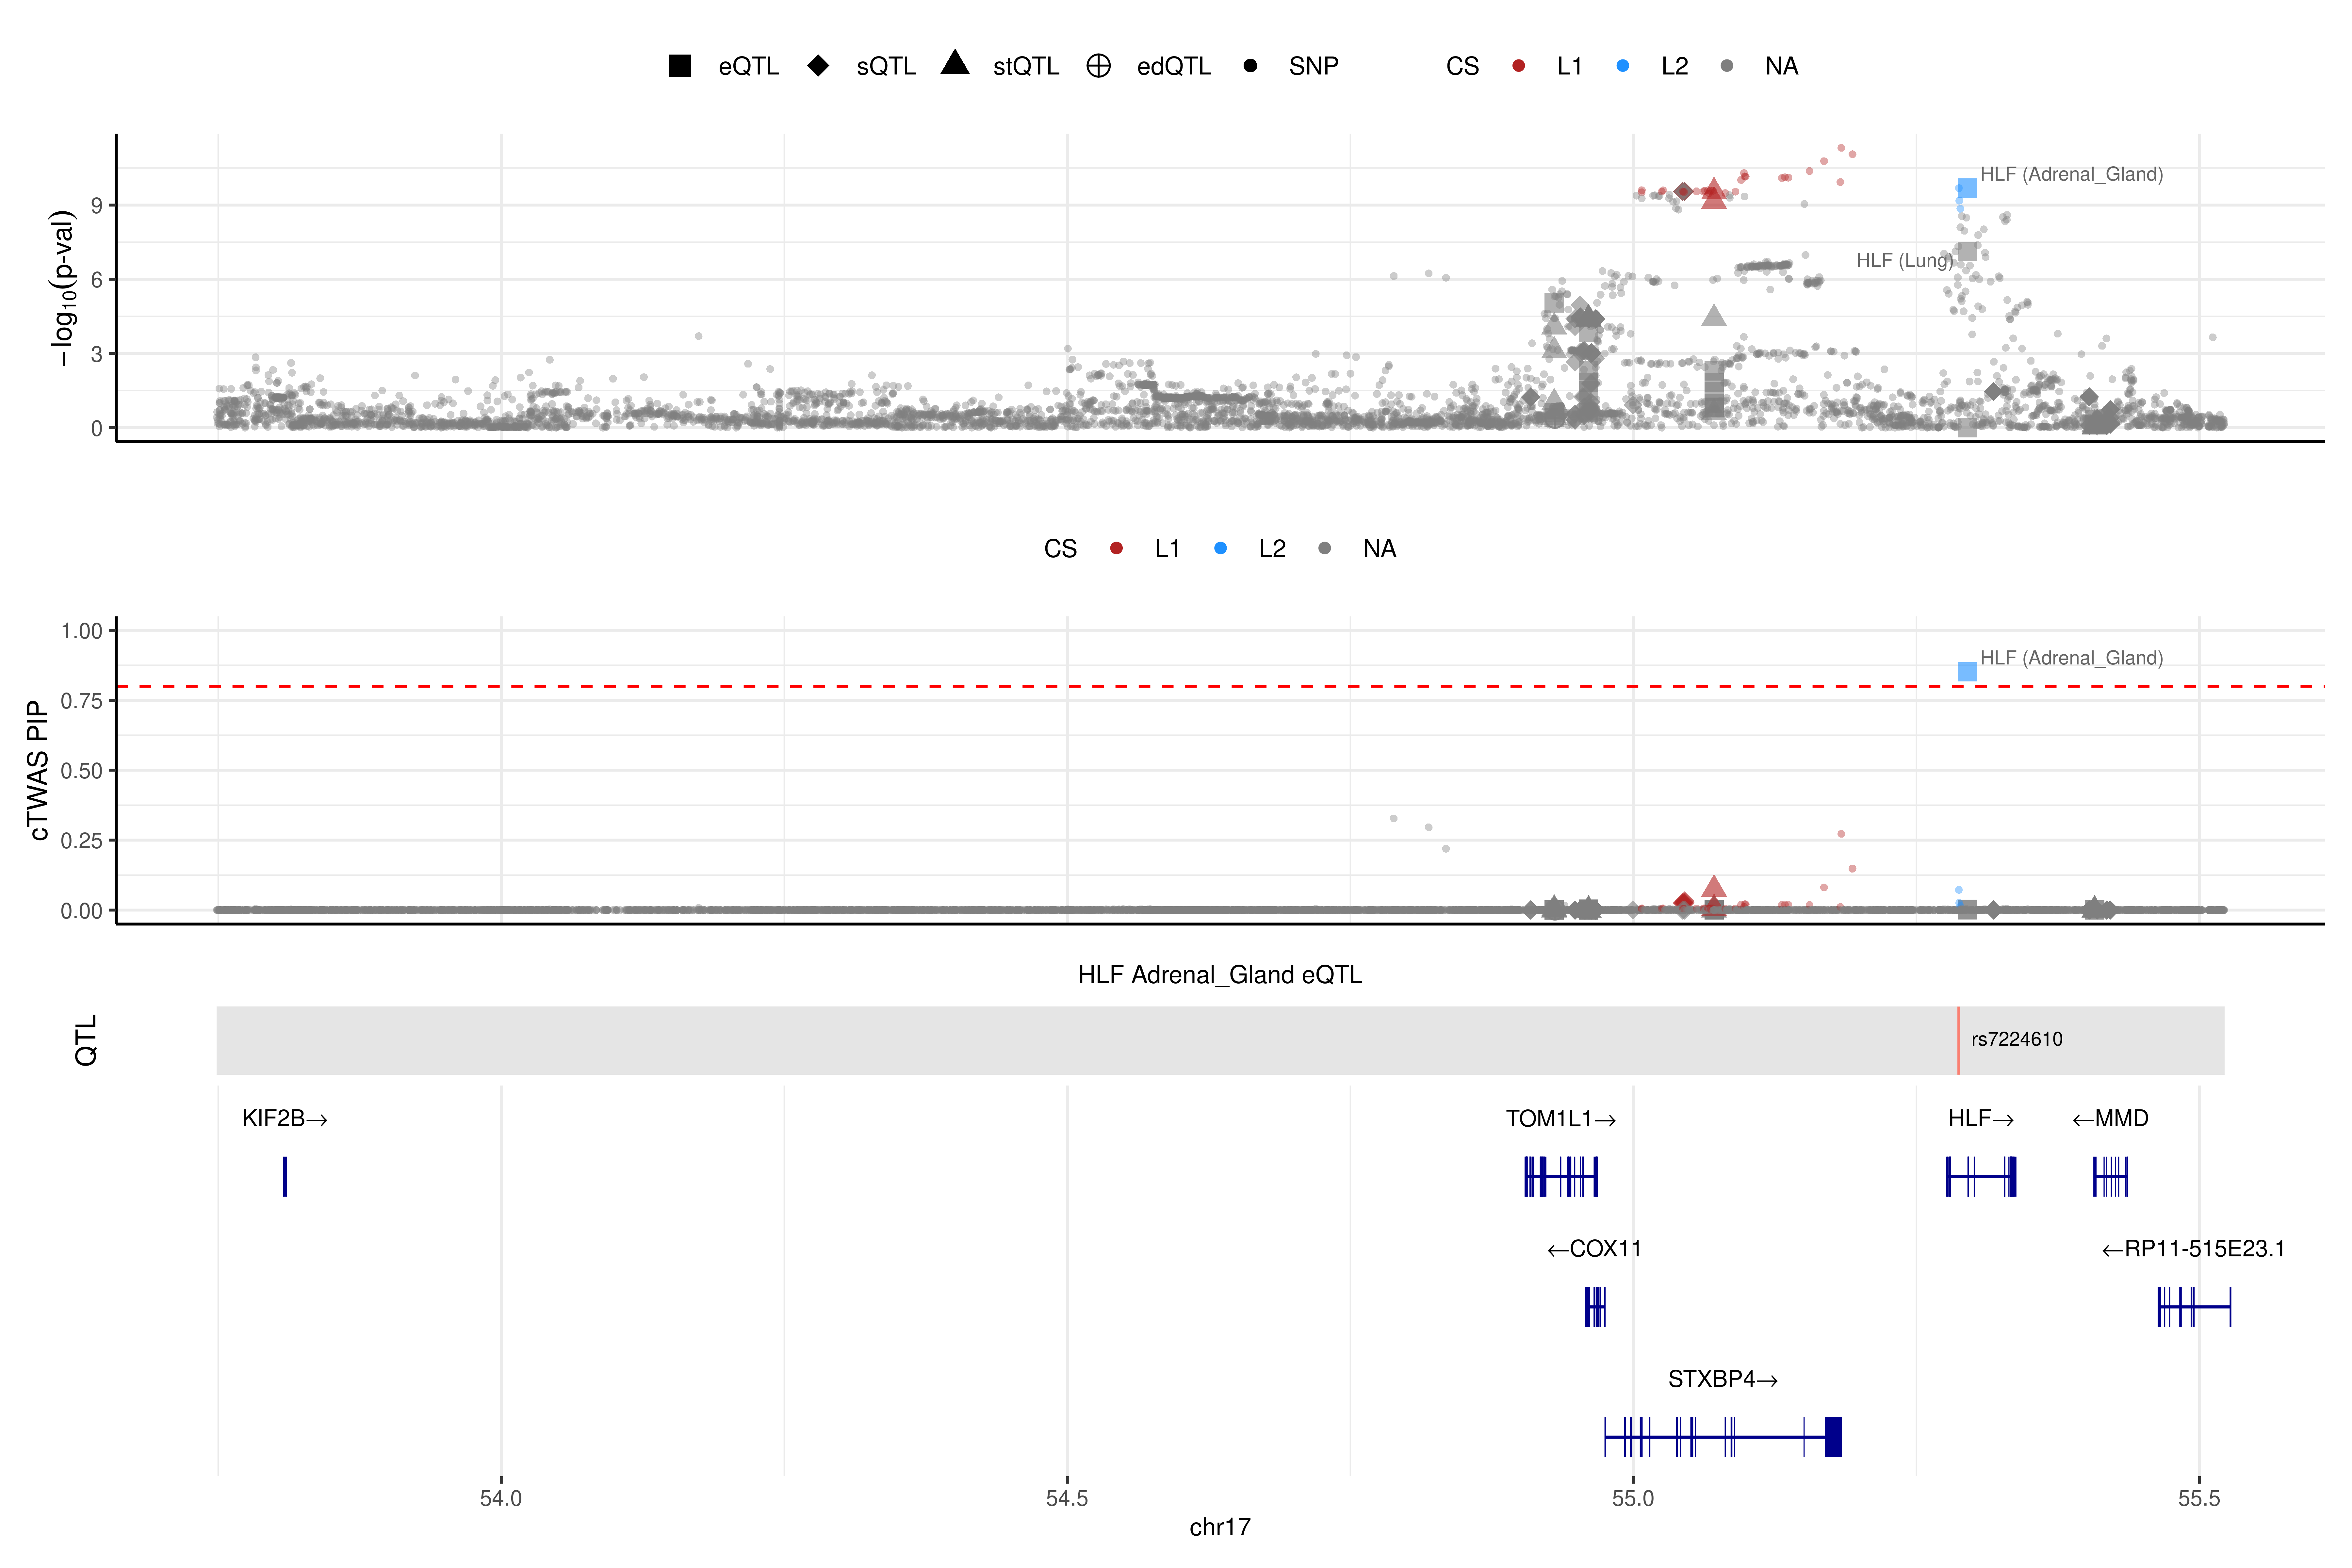 eQTL sQTL stQTL edQTL SNP CS L1 L2 NA
−log10(p-val)
9
6
3
0
HLF (Adrenal_Gland)
HLF (Lung)
CS L1 L2 NA
cTWAS PIP
1.00
0.75
0.50
0.25
0.00
HLF (Adrenal_Gland)
HLF Adrenal_Gland eQTL
QTL
rs7224610
KIF2B→ TOM1L1→ HLF→ ←MMD
←COX11 ←RP11-515E23.1
STXBP4→
54.0 54.5 55.0 55.5
chr17